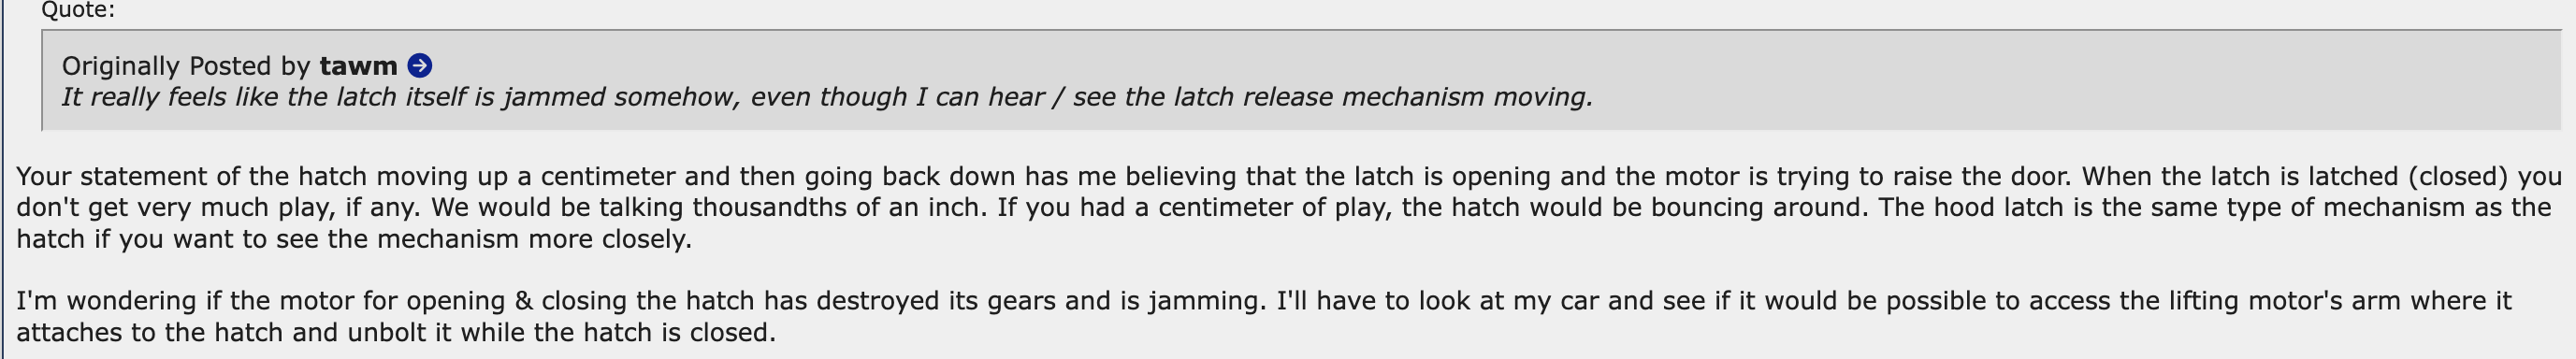 Quote:
Originally Posted by tawm
It really feels like the latch itself is jammed somehow, even though I can hear / see the latch release mechanism moving.
Your statement of the hatch moving up a centimeter and then going back down has me believing that the latch is opening and the motor is trying to raise the door. When the latch is latched (closed) you
don't get very much play, if any. We would be talking thousandths of an inch. If you had a centimeter of play, the hatch would be bouncing around. The hood latch is the same type of mechanism as the
hatch if you want to see the mechanism more closely.
I'm wondering if the motor for opening & closing the hatch has destroyed its gears and is jamming. I'll have to look at my car and see if it would be possible to access the lifting motor's arm where it
attaches to the hatch and unbolt it while the hatch is closed.